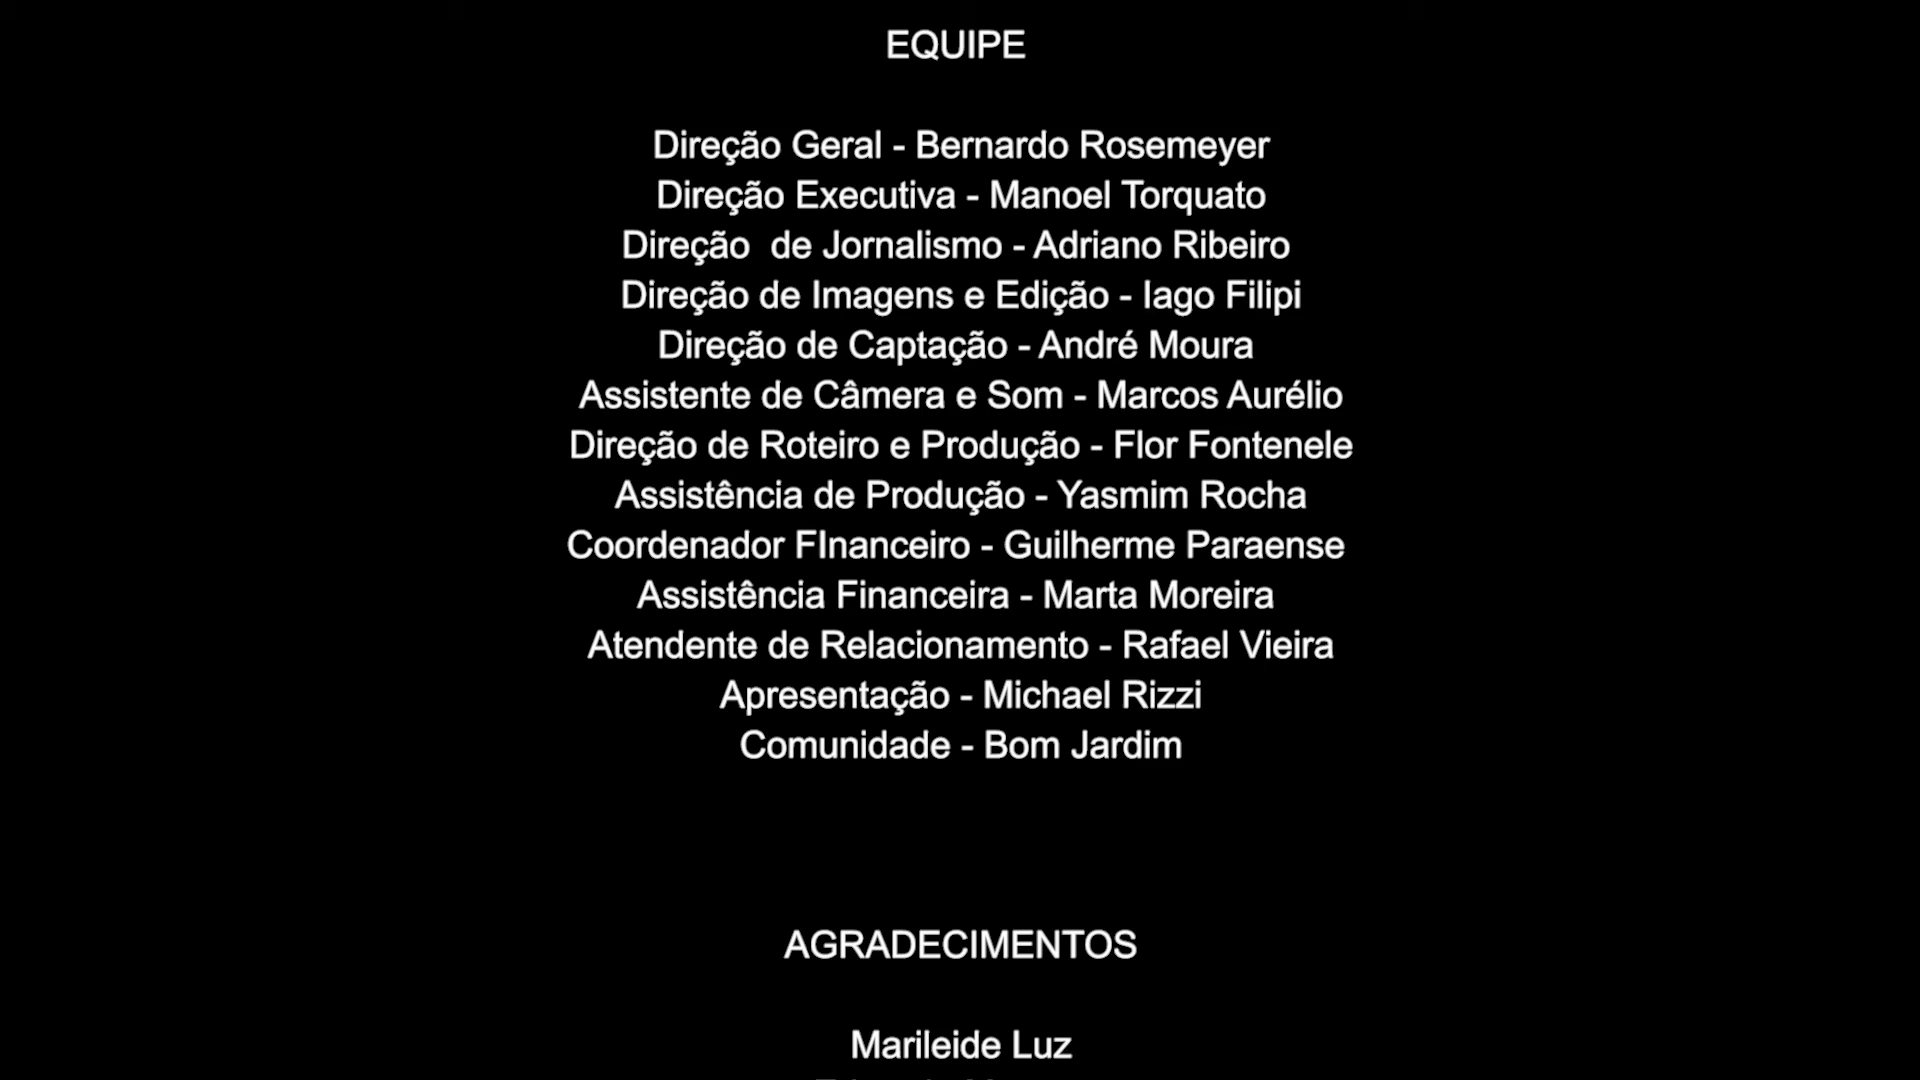 EQUIPE
Direção Geral - Bernardo Rosemeyer
Direção Executiva - Manoel Torquato
Direção  de Jornalismo - Adriano Ribeiro
Direção de Imagens e Edição - Iago Filipi
Direção de Captação - André Moura
Assistente de Câmera e Som - Marcos Aurélio
Direção de Roteiro e Produção - Flor Fontenele
Assistência de Produção - Yasmim Rocha
Coordenador FInanceiro - Guilherme Paraense
Assistência Financeira - Marta Moreira
Atendente de Relacionamento - Rafael Vieira
Apresentação - Michael Rizzi
Comunidade - Bom Jardim
AGRADECIMENTOS
Marileide Luz